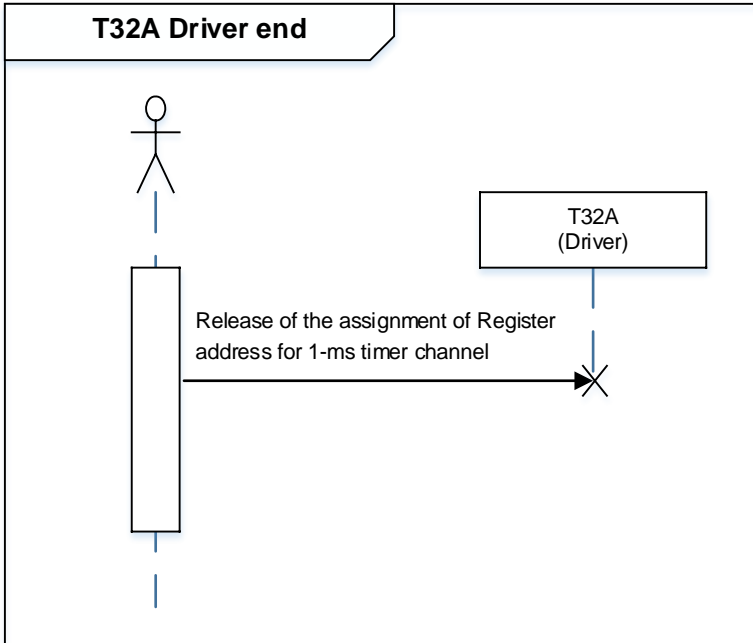 T32A Driver end
T32A
(Driver)
Release of the assignment of Register
address for 1-ms timer channel